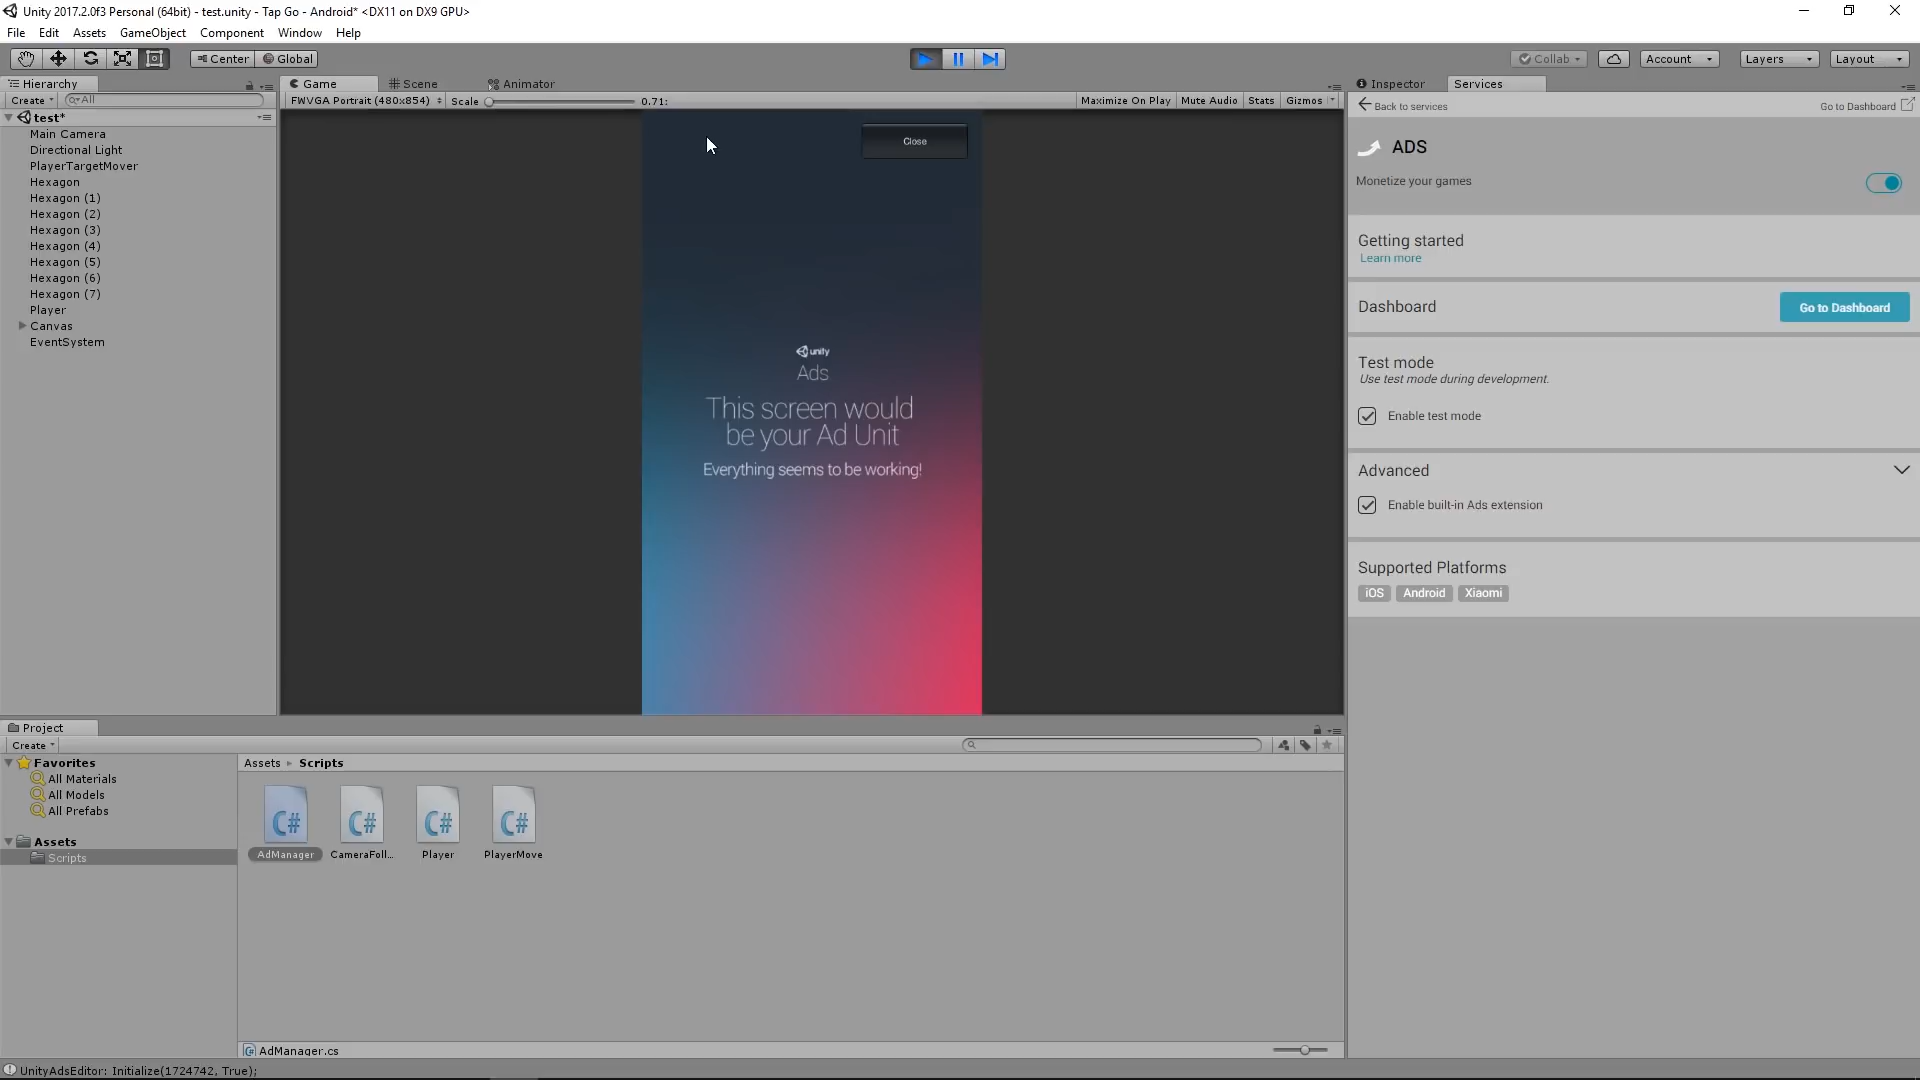 Unity 2017.2.0f3 Personal (64bit) - test.unity - Tap Go - Android* <DX11 on DX9 GPU>
File Edit Assets GameObject Component Window Help
Center Global Collab Account Layers Layout
Hierarchy
Create All
test*
Main Camera
Directional Light
PlayerTargetMover
Hexagon
Hexagon (1)
Hexagon (2)
Hexagon (3)
Hexagon (4)
Hexagon (5)
Hexagon (6)
Hexagon (7)
Player
Canvas
EventSystem
Game Scene Animator
FWVGA Portrait (480x854) Scale 0.71: Maximize On Play Mute Audio Stats Gizmos
Close
unity
Ads
This screen would
be your Ad Unit
Everything seems to be working!
Inspector Services
Back to services Go to Dashboard
ADS
Monetize your games
Getting started
Learn more
Dashboard Go to Dashboard
Test mode
Use test mode during development.
Enable test mode
Advanced
Enable built-in Ads extension
Supported Platforms
iOS Android Xiaomi
Project
Create
Favorites
All Materials
All Models
All Prefabs
Assets
Scripts
Assets Scripts
C# C# C# C#
AdManager CameraFoll... Player PlayerMove
AdManager.cs
UnityAdsEditor: Initialize(1724742, True);